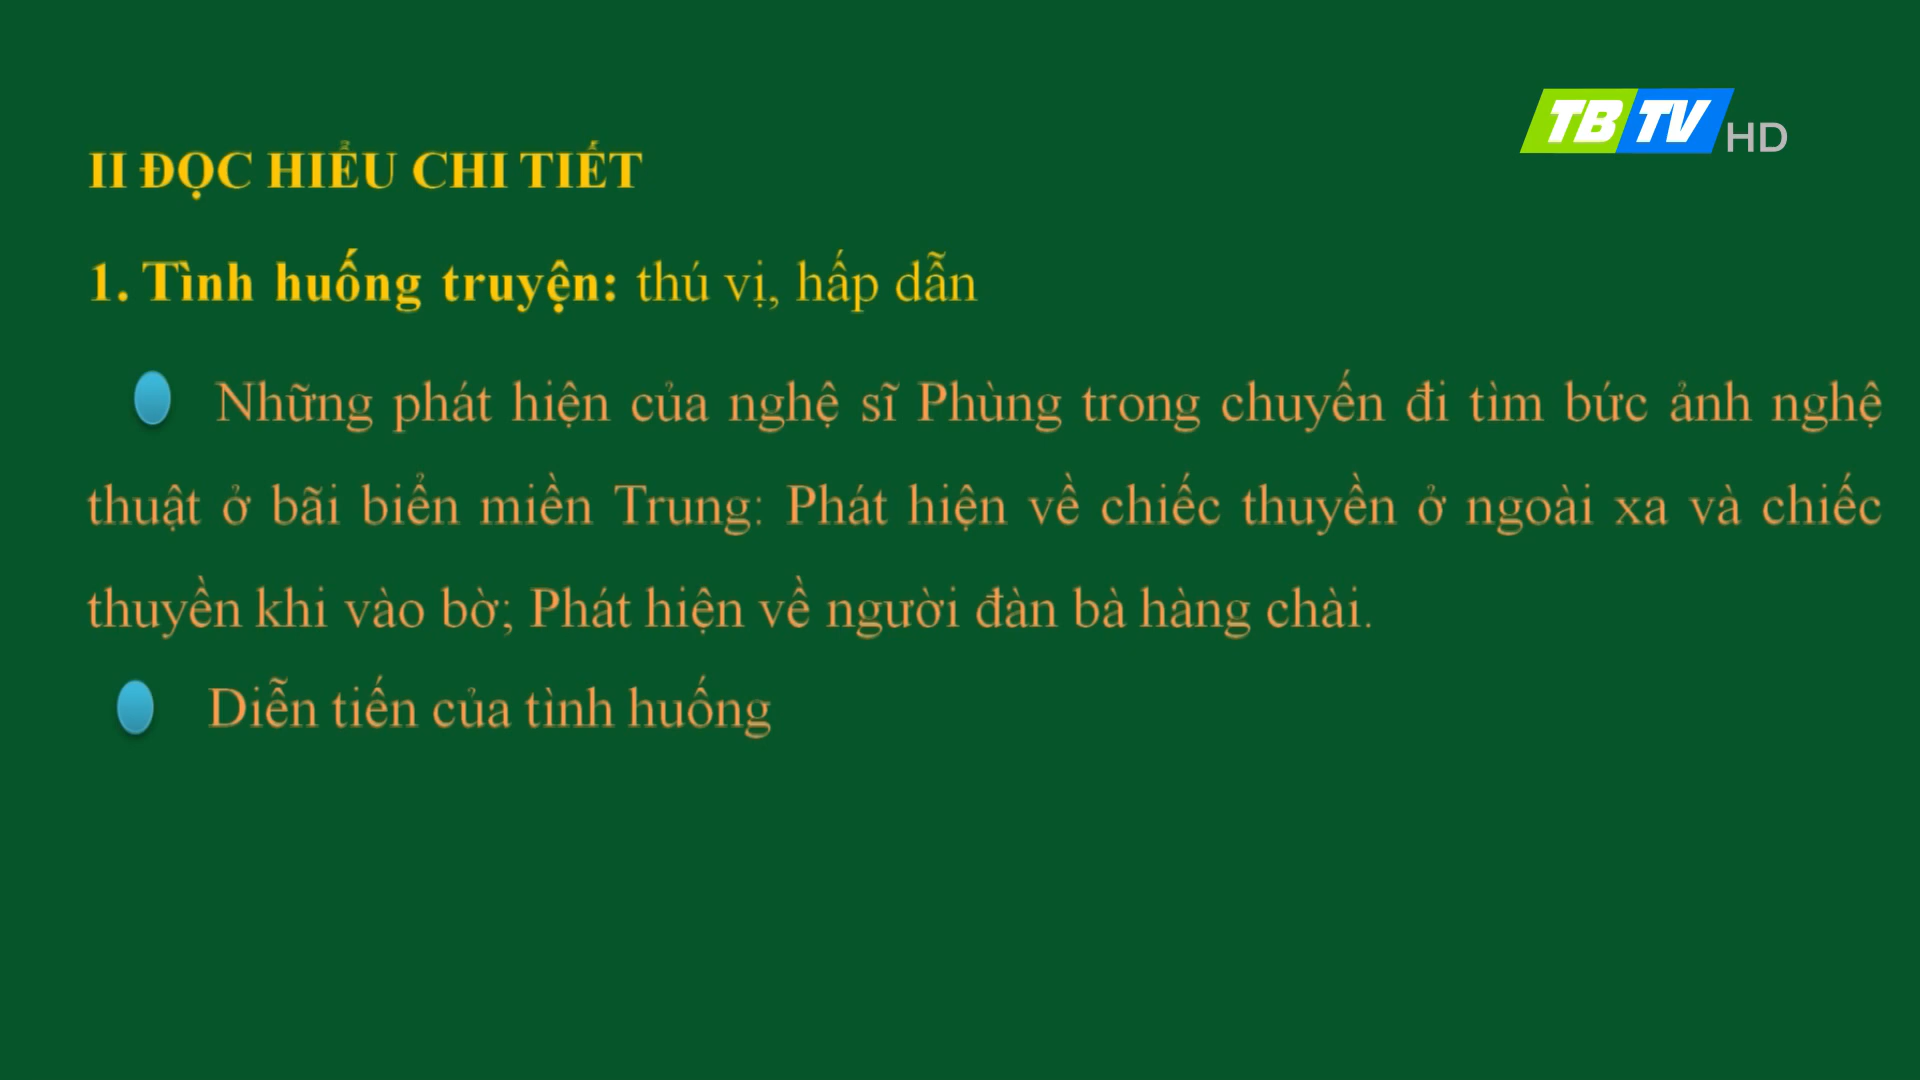 TBTV HD
II ĐỌC HIỂU CHI TIẾT
1. Tình huống truyện: thú vị, hấp dẫn
Những phát hiện của nghệ sĩ Phùng trong chuyến đi tìm bức ảnh nghệ
thuật ở bãi biển miền Trung: Phát hiện về chiếc thuyền ở ngoài xa và chiếc
thuyền khi vào bờ; Phát hiện về người đàn bà hàng chài.
Diễn tiến của tình huống